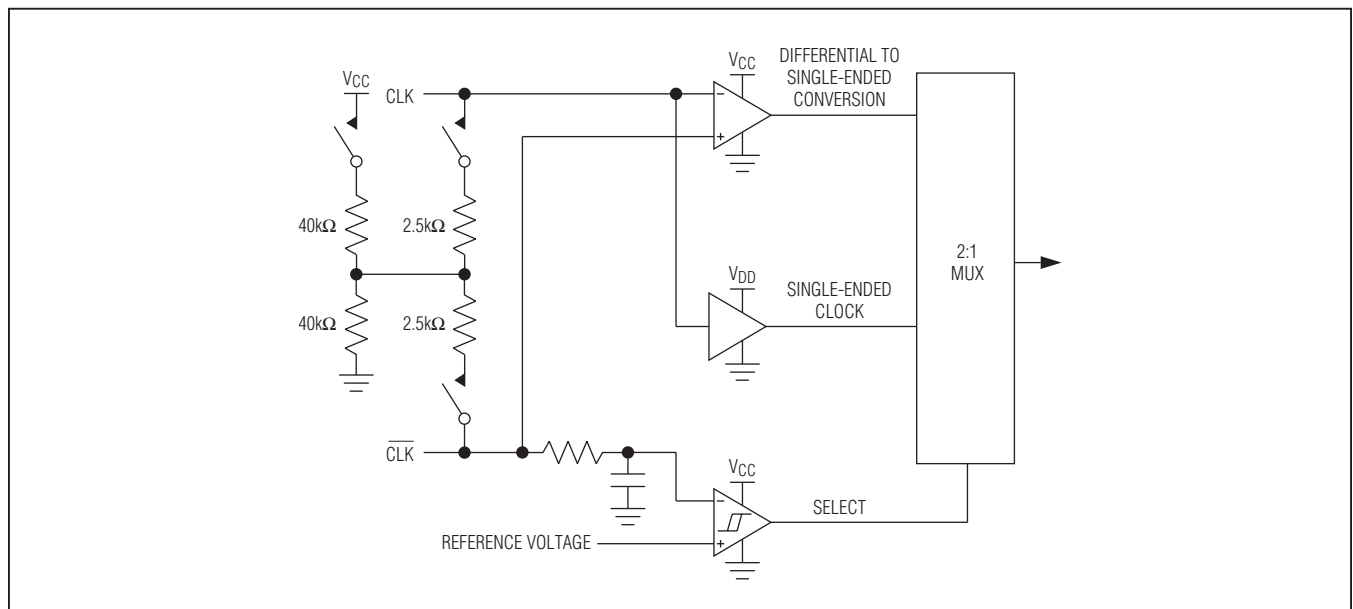 DIFFERENTIAL TO
SINGLE-ENDED
CONVERSION
VCC
VCC
CLK
−
+
40kΩ
2.5kΩ
2:1
MUX
VDD
SINGLE-ENDED
CLOCK
40kΩ
2.5kΩ
CLK
VCC
−
SELECT
REFERENCE VOLTAGE
+